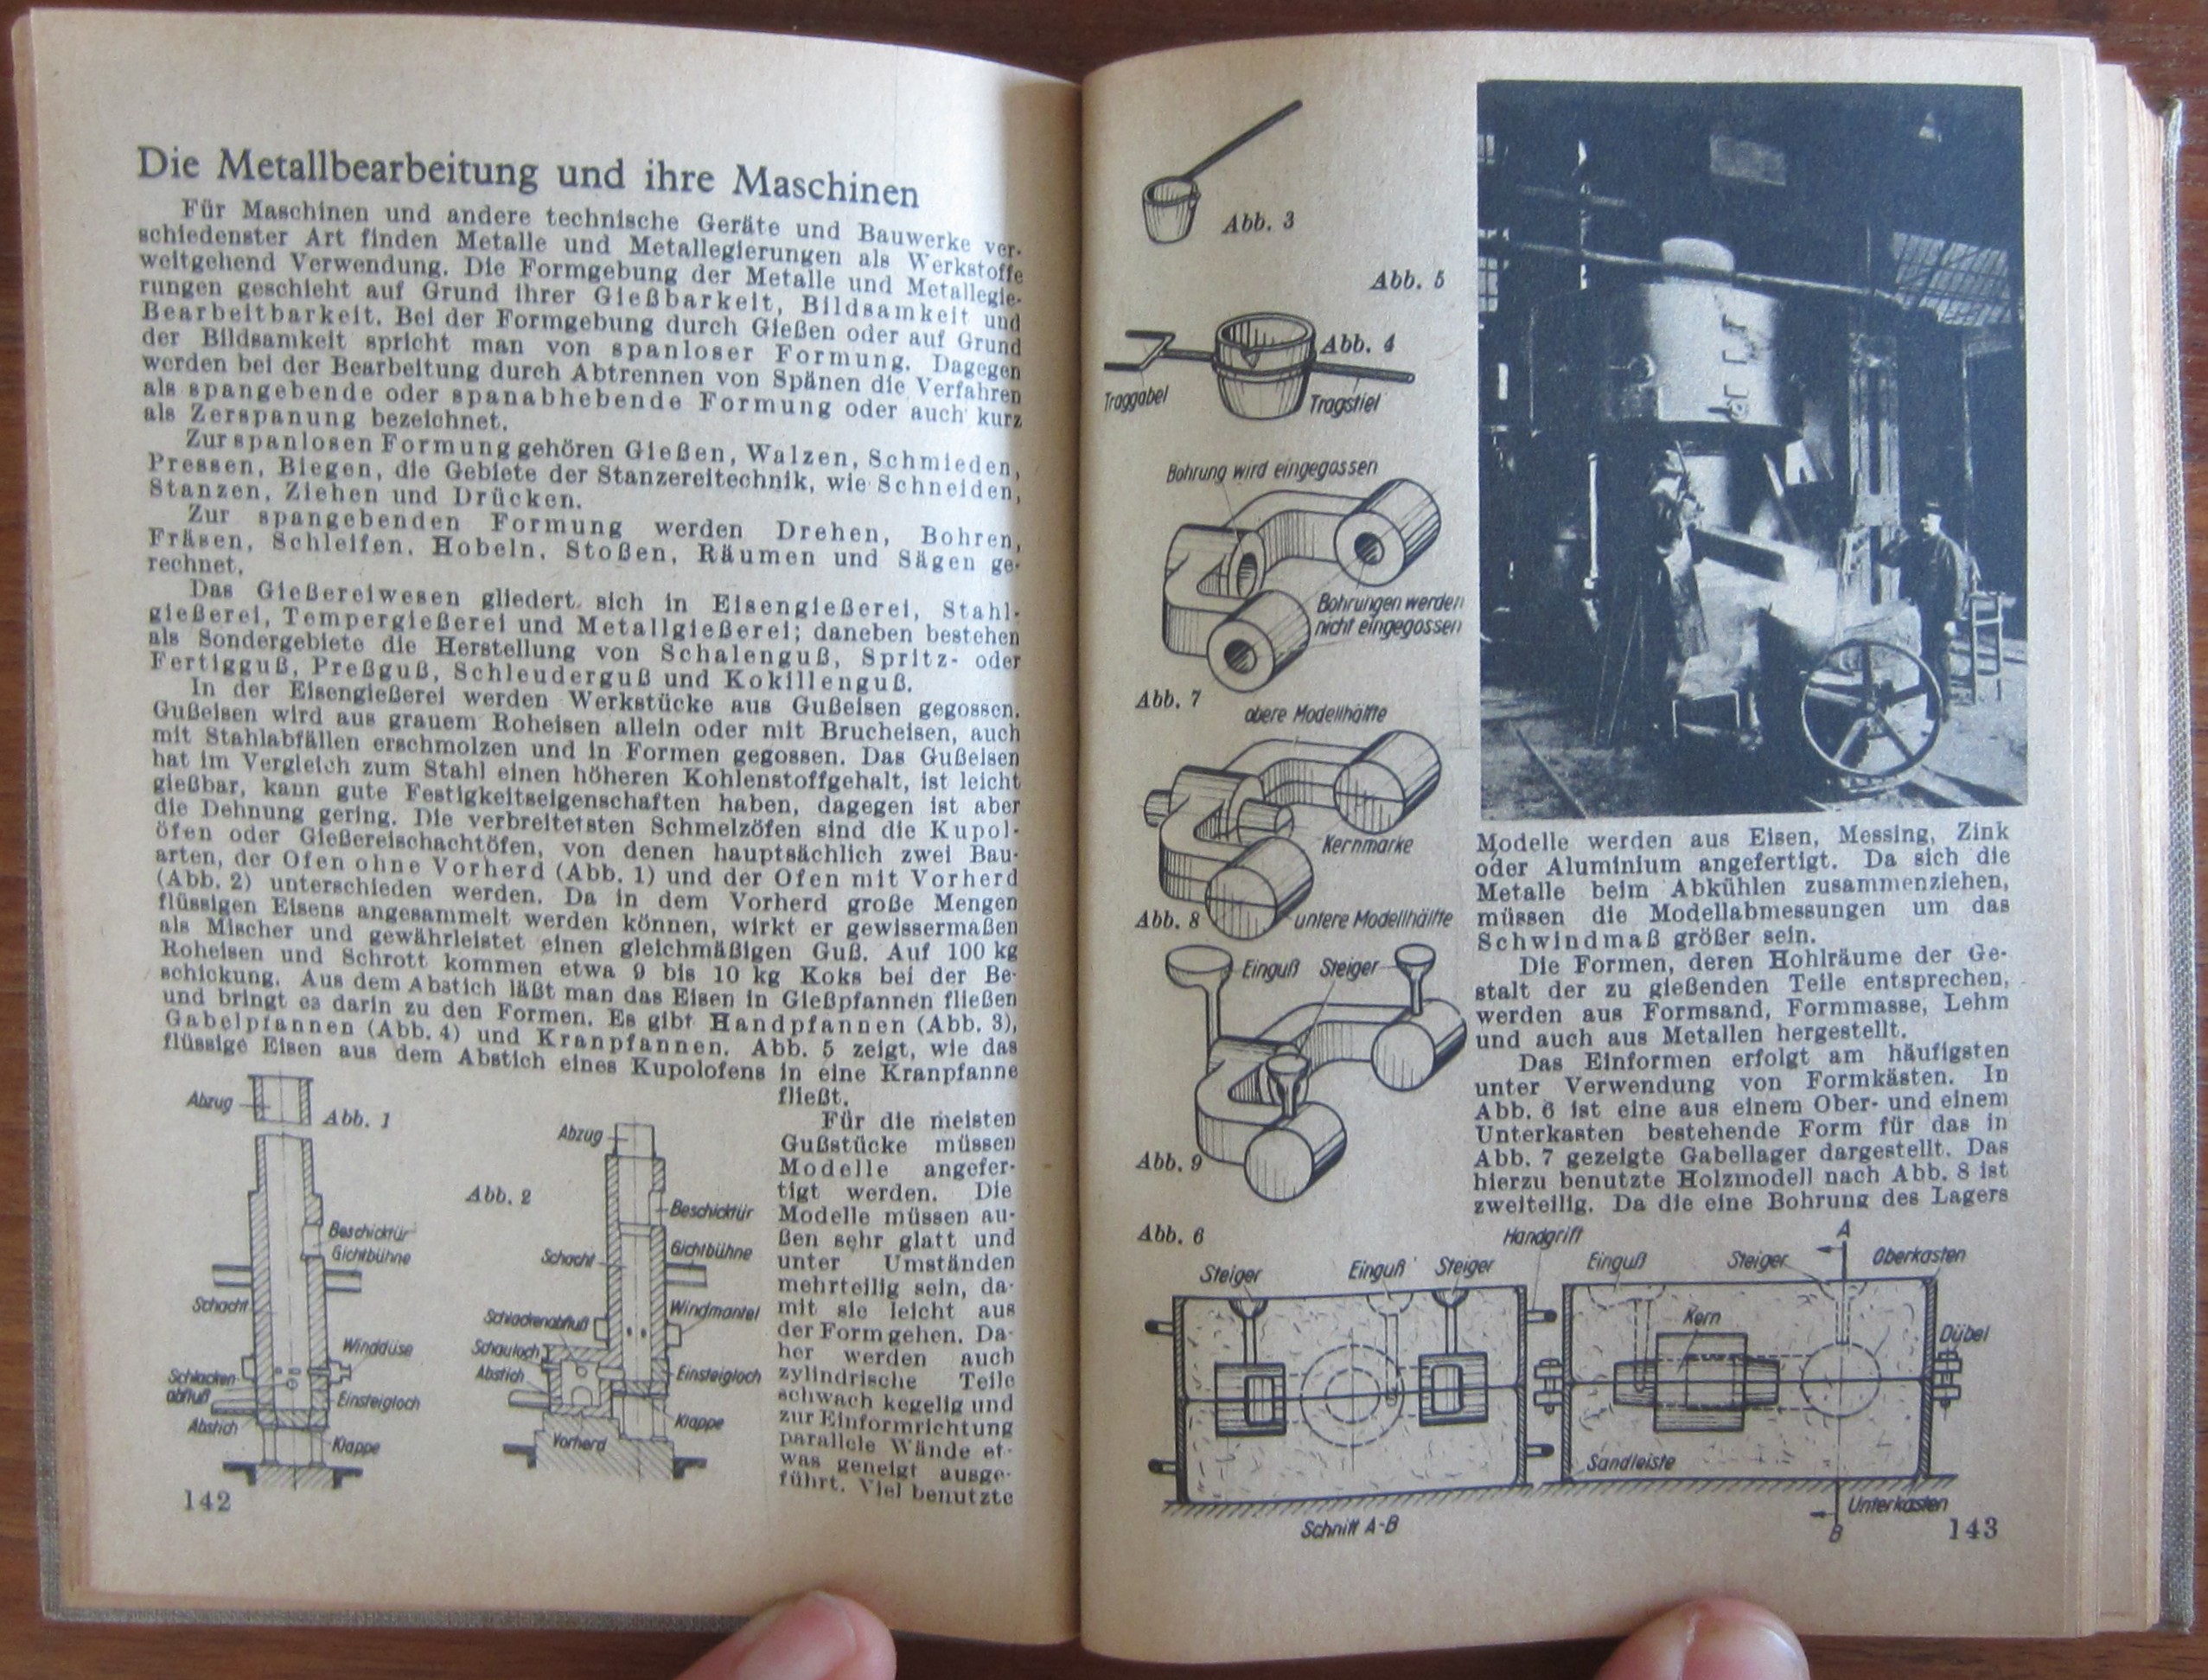 Die Metallbearbeitung und ihre Maschinen
Für Maschinen und andere technische Geräte und Bauwerke ver-
schiedenster Art finden Metalle und Metallegierungen als Werkstoffe
weitgehend Verwendung. Die Formgebung der Metalle und Metallegie-
rungen geschieht auf Grund ihrer Gießbarkeit, Bildsamkeit und
Bearbeitbarkeit. Bei der Formgebung durch Gießen oder auf Grund
der Bildsamkeit spricht man von spanloser Formung. Dagegen
werden bei der Bearbeitung durch Abtrennen von Spänen die Verfahren
als spangebende oder spanabhebende Formung oder auch kurz
als Zerspanung bezeichnet.
Zur spanlosen Formung gehören Gießen, Walzen, Schmieden,
Pressen, Biegen, die Gebiete der Stanzereitechnik, wie Schneiden,
Stanzen, Ziehen und Drücken.
Zur spangebenden Formung werden Drehen, Bohren,
Fräsen, Schleifen, Hobeln, Stoßen, Räumen und Sägen ge-
rechnet.
Das Gießereiwesen gliedert sich in Eisengießerei, Stahl-
gießerei, Tempergießerei und Metallgießerei; daneben bestehen
als Sondergebiete die Herstellung von Schalenguß, Spritz- oder
Fertigguß, Preßguß, Schleuderguß und Kokillenguß.
In der Eisengießerei werden Werkstücke aus Gußeisen gegossen.
Gußeisen wird aus grauem Roheisen allein oder mit Brucheisen, auch
mit Stahlabfällen erschmolzen und in Formen gegossen. Das Gußeisen
hat im Vergleich zum Stahl einen höheren Kohlenstoffgehalt, ist leicht
gießbar, kann gute Festigkeitseigenschaften haben, dagegen ist aber
die Dehnung gering. Die verbreitetsten Schmelzöfen sind die Kupol-
öfen oder Gießereischachtöfen, von denen hauptsächlich zwei Bau-
arten, der Ofen ohne Vorherd (Abb. 1) und der Ofen mit Vorherd
(Abb. 2) unterschieden werden. Da in dem Vorherd große Mengen
flüssigen Eisens angesammelt werden können, wirkt er gewissermaßen
als Mischer und gewährleistet einen gleichmäßigen Guß. Auf 100 kg
Roheisen und Schrott kommen etwa 9 bis 10 kg Koks bei der Be-
schickung. Aus dem Abstich läßt man das Eisen in Gießpfannen fließen
und bringt es darin zu den Formen. Es gibt Handpfannen (Abb. 3),
Gabelpfannen (Abb. 4) und Kranpfannen. Abb. 5 zeigt, wie das
flüssige Eisen aus dem Abstich eines Kupolofens in eine Kranpfanne
fließt.
Für die meisten
Gußstücke müssen
Modelle angefer-
tigt werden. Die
Modelle müssen au-
ßen sehr glatt und
unter Umständen
mehrteilig sein, da-
mit sie leicht aus
der Form gehen. Da-
her werden auch
zylindrische Teile
schwach kegelig und
zur Einformrichtung
parallele Wände et-
was geneigt ausge-
führt. Viel benutzte
Abzug
Abb. 1
Beschicktür
Gichtbühne
Schacht
Winddüse
Schlacken-
abfluß
Einsteigloch
Abstich
Klappe
Abzug
Abb. 2
Beschicktür
Schacht
Gichtbühne
Windmantel
Schlackenabfluß
Schauloch
Abstich
Einsteigloch
Klappe
Vorherd
142
Abb. 3
Abb. 5
Abb. 4
Traggabel
Tragstiel
Bohrung wird eingegossen
Bohrungen werden
nicht eingegossen
Abb. 7
obere Modellhälfte
Kernmarke
Abb. 8
untere Modellhälfte
Einguß
Steiger
Abb. 9
Modelle werden aus Eisen, Messing, Zink
oder Aluminium angefertigt. Da sich die
Metalle beim Abkühlen zusammenziehen,
müssen die Modellabmessungen um das
Schwindmaß größer sein.
Die Formen, deren Hohlräume der Ge-
stalt der zu gießenden Teile entsprechen,
werden aus Formsand, Formmasse, Lehm
und auch aus Metallen hergestellt.
Das Einformen erfolgt am häufigsten
unter Verwendung von Formkästen. In
Abb. 6 ist eine aus einem Ober- und einem
Unterkasten bestehende Form für das in
Abb. 7 gezeigte Gabellager dargestellt. Das
hierzu benutzte Holzmodell nach Abb. 8 ist
zweiteilig. Da die eine Bohrung des Lagers
Abb. 6
Handgriff
A
Steiger
Einguß
Steiger
Einguß
Steiger
Oberkasten
Kern
Dübel
Sandleiste
Unterkasten
Schnitt A-B
B
143